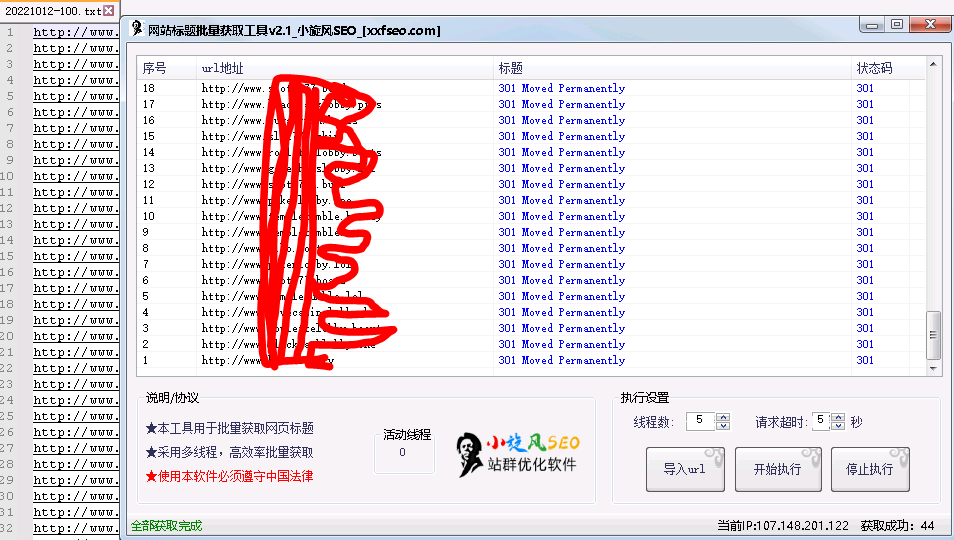 20221012-100.txt
网站标题批量获取工具v2.1_小旋风SEO_[xxfseo.com]
1 http://www.
2 http://www.
3 http://www.
4 http://www.
5 http://www.
6 http://www.
7 http://www.
8 http://www.
9 http://www.
10 http://www.
11 http://www.
12 http://www.
13 http://www.
14 http://www.
15 http://www.
16 http://www.
17 http://www.
18 http://www.
19 http://www.
20 http://www.
21 http://www.
22 http://www.
23 http://www.
24 http://www.
25 http://www.
26 http://www.
27 http://www.
28 http://www.
29 http://www.
30 http://www.
31 http://www.
32 http://www.
序号 url地址 标题 状态码
18 http://www. 301 Moved Permanently 301
17 http://www. 301 Moved Permanently 301
16 http://www. 301 Moved Permanently 301
15 http://www. 301 Moved Permanently 301
14 http://www. 301 Moved Permanently 301
13 http://www. 301 Moved Permanently 301
12 http://www. 301 Moved Permanently 301
11 http://www. 301 Moved Permanently 301
10 http://www. 301 Moved Permanently 301
9 http://www. 301 Moved Permanently 301
8 http://www. 301 Moved Permanently 301
7 http://www. 301 Moved Permanently 301
6 http://www. 301 Moved Permanently 301
5 http://www. 301 Moved Permanently 301
4 http://www. 301 Moved Permanently 301
3 http://www. 301 Moved Permanently 301
2 http://www. 301 Moved Permanently 301
1 http://www. 301 Moved Permanently 301
说明/协议
★本工具用于批量获取网页标题
★采用多线程，高效率批量获取
★使用本软件必须遵守中国法律
活动线程
0
小旋风SEO
站群优化软件
执行设置
线程数: 5 请求超时: 5 秒
导入url 开始执行 停止执行
全部获取完成 当前IP:107.148.201.122 获取成功: 44